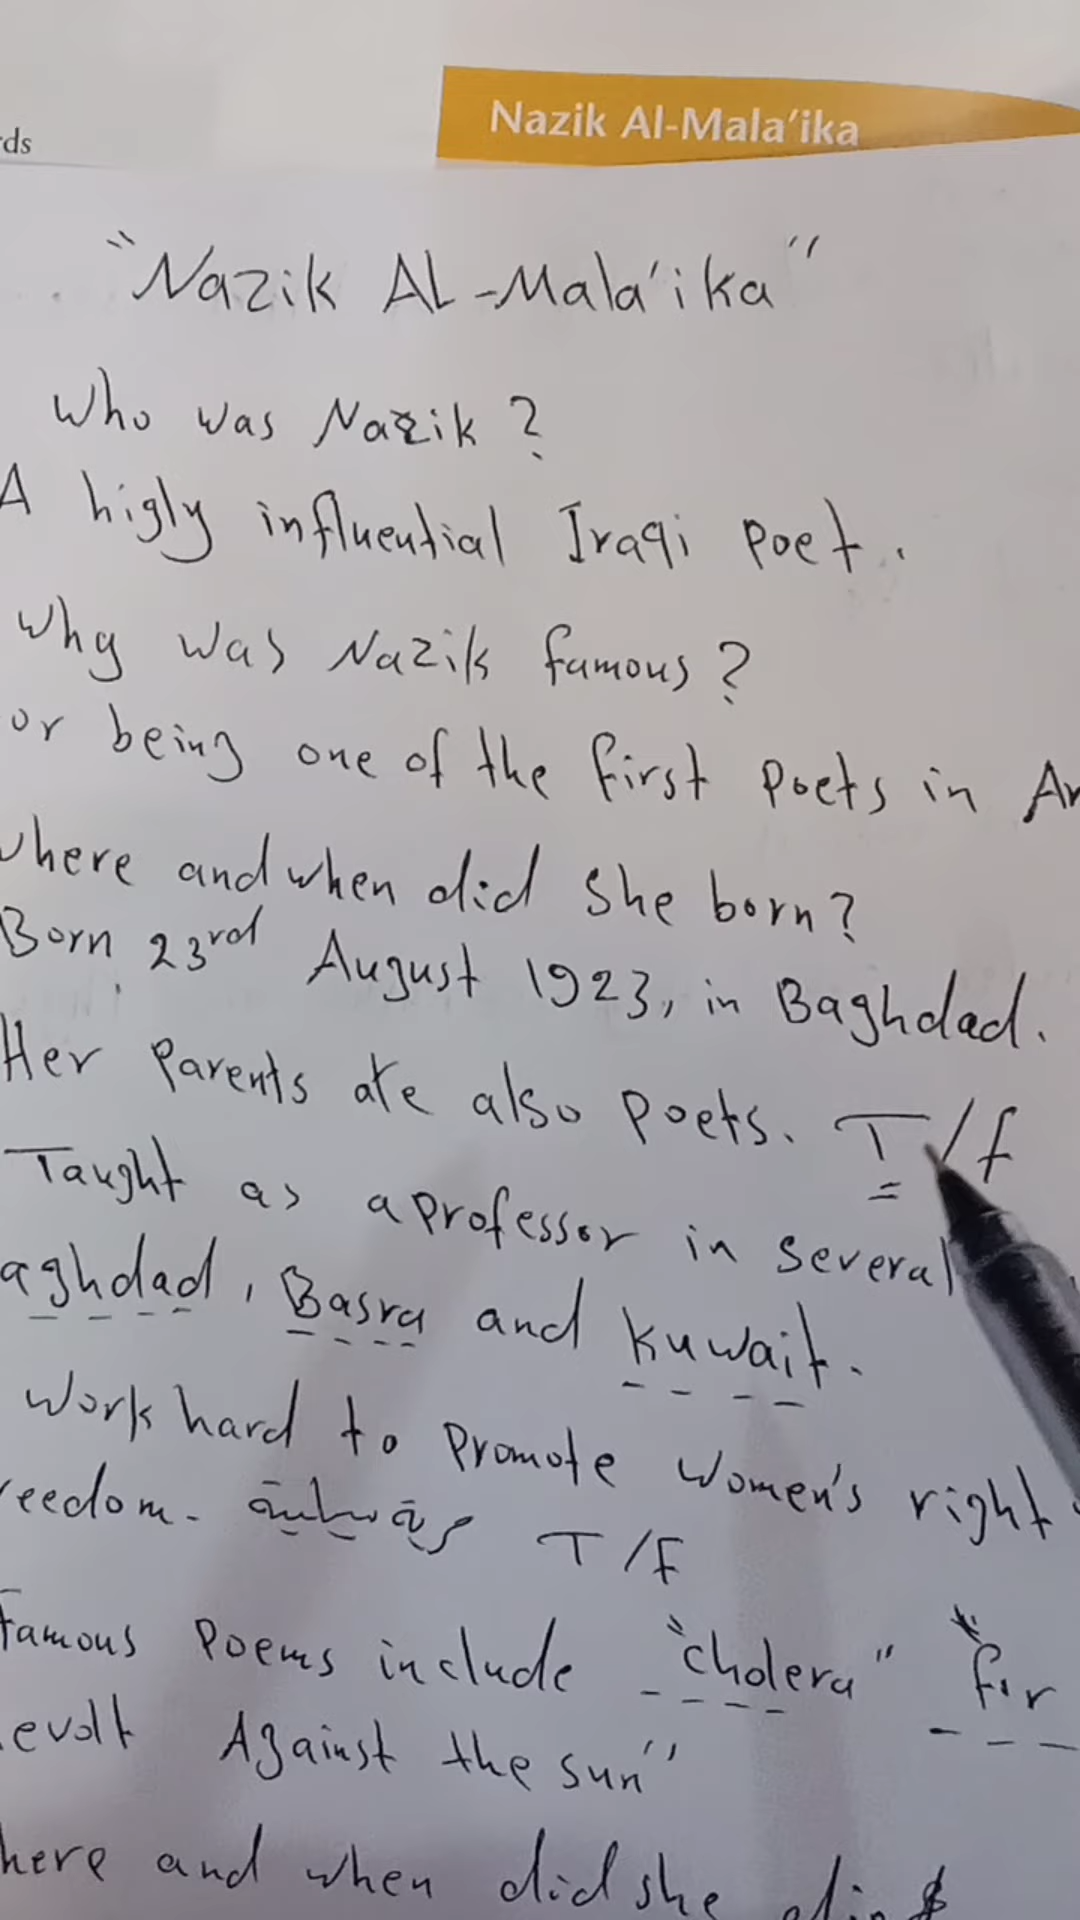 rds
Nazik Al-Mala'ika
"Nazik AL-Mala'ika"
Who was Nazik?
A higly influential Iraqi Poet.
Why was Nazik famous?
or being one of the first Poets in Ar
where and when did she born?
Born 23rd August 1923, in Baghdad.
Her Parents are also Poets. T/f
Taught as a professor in several
aghdad, Basra and Kuwait.
Work hard to Promote Women's right
reedom. T/F
Famous Poems include "cholera" "for
evolt Against the sun"
here and when did she